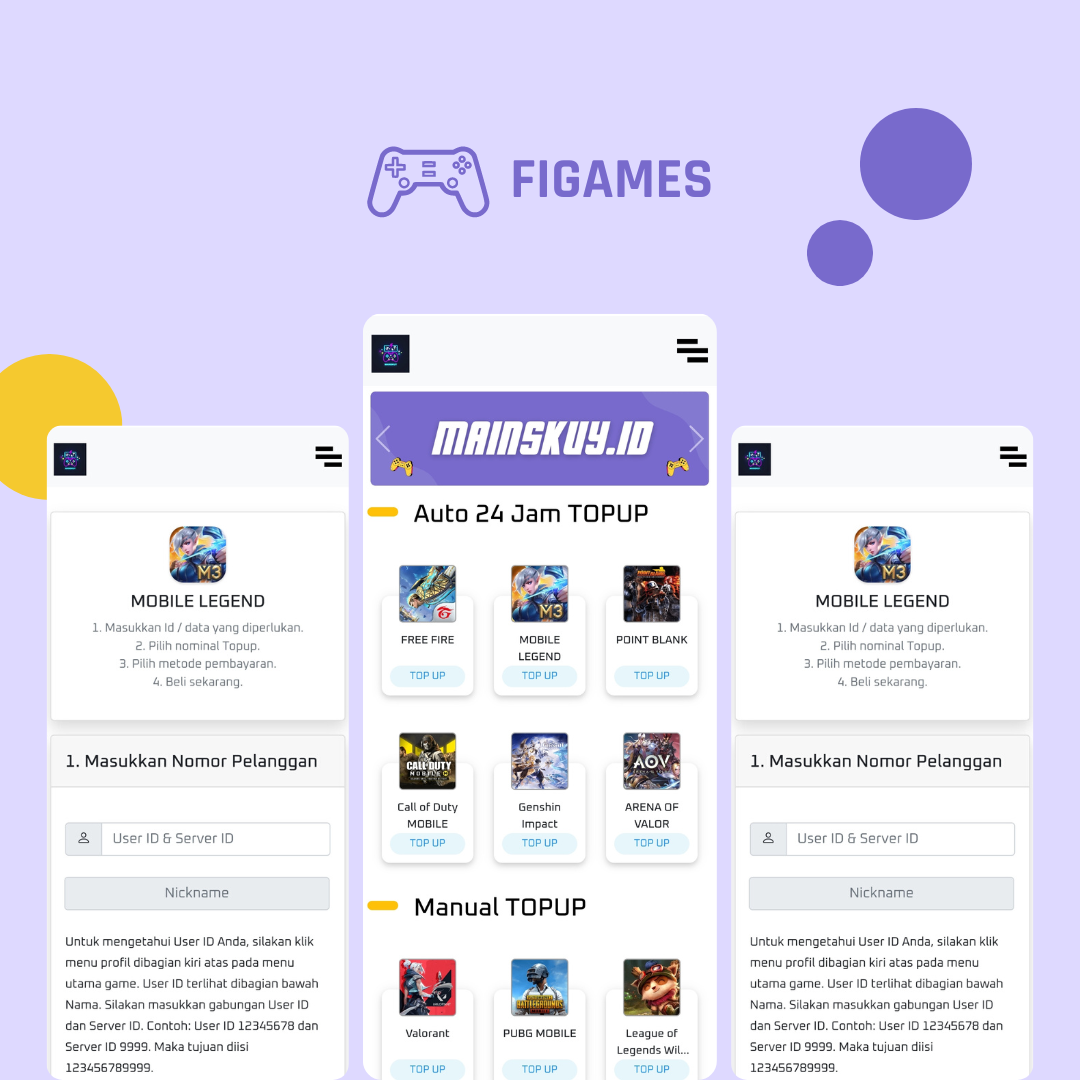 FIGAMES
MAINSKUY.ID
Auto 24 Jam TOPUP
M3
FREE FIRE
MOBILE
LEGEND
POINT BLANK
TOP UP
TOP UP
TOP UP
CALL OF DUTY
MOBILE
AOV
Call of Duty
MOBILE
Genshin
Impact
ARENA OF
VALOR
TOP UP
TOP UP
TOP UP
Manual TOPUP
BATTLEGROUNDS
Valorant
PUBG MOBILE
League of
Legends Wil...
TOP UP
TOP UP
TOP UP
M3
MOBILE LEGEND
1. Masukkan Id / data yang diperlukan.
2. Pilih nominal Topup.
3. Pilih metode pembayaran.
4. Beli sekarang.
1. Masukkan Nomor Pelanggan
User ID & Server ID
Nickname
Untuk mengetahui User ID Anda, silakan klik
menu profil dibagian kiri atas pada menu
utama game. User ID terlihat dibagian bawah
Nama. Silakan masukkan gabungan User ID
dan Server ID. Contoh: User ID 12345678 dan
Server ID 9999. Maka tujuan diisi
123456789999.
M3
MOBILE LEGEND
1. Masukkan Id / data yang diperlukan.
2. Pilih nominal Topup.
3. Pilih metode pembayaran.
4. Beli sekarang.
1. Masukkan Nomor Pelanggan
User ID & Server ID
Nickname
Untuk mengetahui User ID Anda, silakan klik
menu profil dibagian kiri atas pada menu
utama game. User ID terlihat dibagian bawah
Nama. Silakan masukkan gabungan User ID
dan Server ID. Contoh: User ID 12345678 dan
Server ID 9999. Maka tujuan diisi
123456789999.